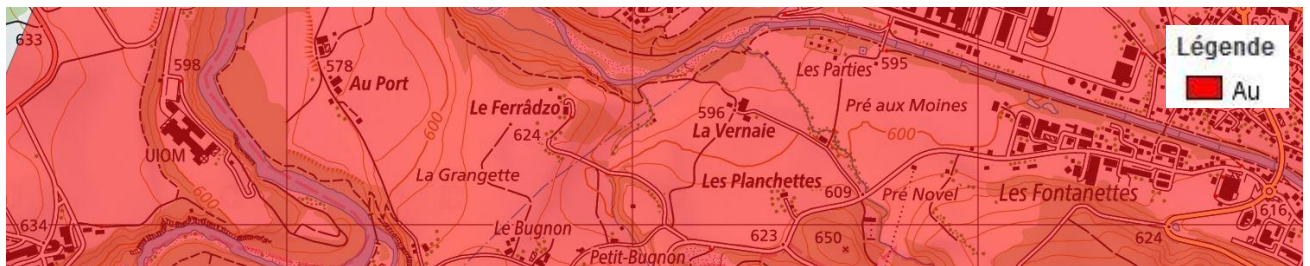 633
598
578
Au Port
UIOM
600
634
Le Ferrâdzo
624
La Grangette
Le Bugnon
Petit-Bugnon
596
La Vernaie
Les Planchettes
623
609
650
Les Parties
595
Pré aux Moines
600
Pré Novel
Les Fontanettes
624
616
624
Légende
Au